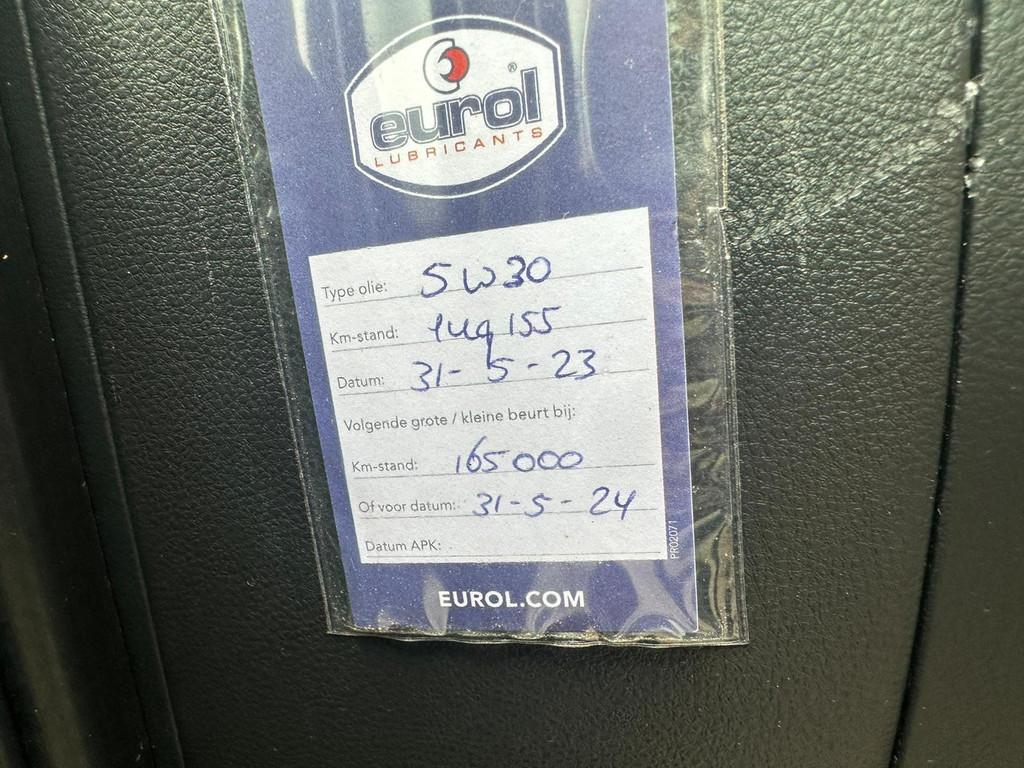 eurol®
LUBRICANTS
Type olie: 5W30
Km-stand: 149155
Datum: 31-5-23
Volgende grote / kleine beurt bij:
Km-stand: 165000
Of voor datum: 31-5-24
Datum APK:
PR02071
EUROL.COM